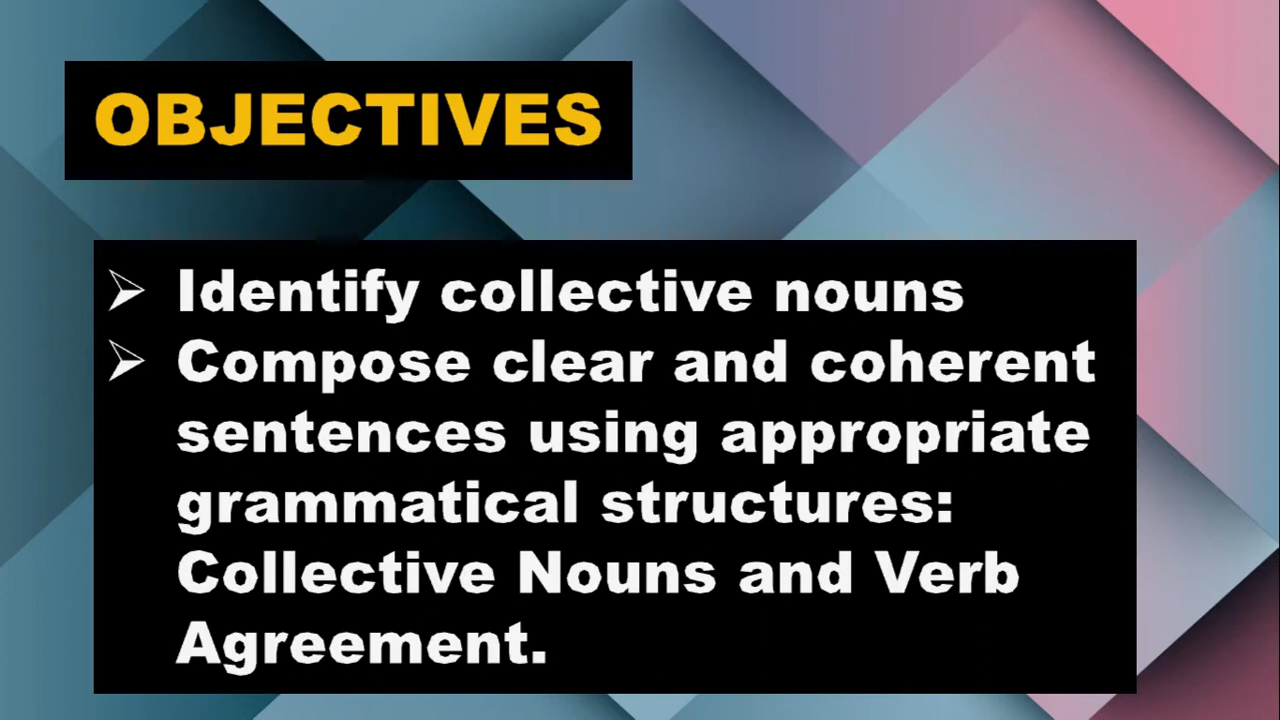 OBJECTIVES
➢ Identify collective nouns
➢ Compose clear and coherent
sentences using appropriate
grammatical structures:
Collective Nouns and Verb
Agreement.